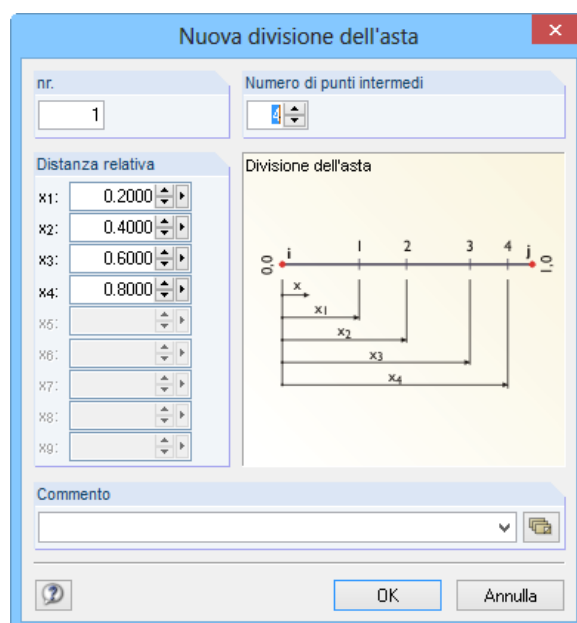 Nuova divisione dell'asta
nr.
1
Numero di punti intermedi
4
Distanza relativa
x1: 0.2000
x2: 0.4000
x3: 0.6000
x4: 0.8000
x5:
x6:
x7:
x8:
x9:
Divisione dell'asta
0,0 i 1 2 3 4 j 1,0
x
x1
x2
x3
x4
Commento
OK Annulla